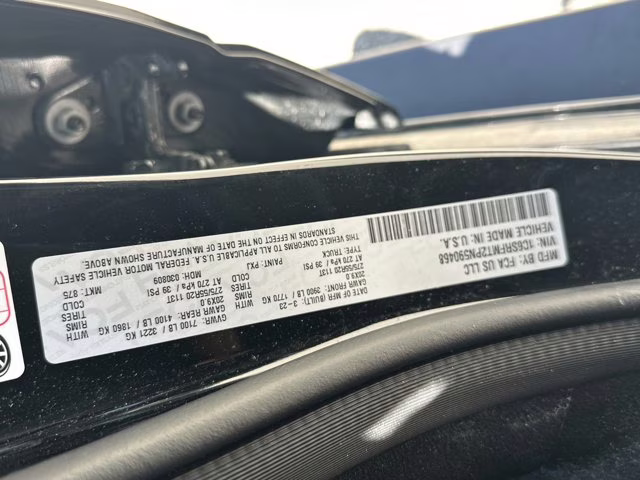 MFD BY: FCA US LLC
DATE OF MFR (BUILT): 3-23
GVWR: 7100 LB / 3221 KG
GAWR FRONT: 3900 LB / 1770 KG
WITH
TIRES
RIMS
20X9.0
275/55R20 113T
AT 270 kPa / 39 PSI
COLD
GAWR REAR: 4100 LB / 1860 KG
WITH
TIRES
RIMS
20X9.0
275/55R20 113T
AT 270 kPa / 39 PSI
COLD
VIN: 1C6SRFMT2PN590468
TYPE: TRUCK
PAINT: PXJ
MDH: 030809
MKT: 875
VEHICLE MADE IN U.S.A.
THIS VEHICLE CONFORMS TO ALL APPLICABLE U.S.A. FEDERAL MOTOR VEHICLE SAFETY
STANDARDS IN EFFECT ON THE DATE OF MANUFACTURE SHOWN ABOVE: